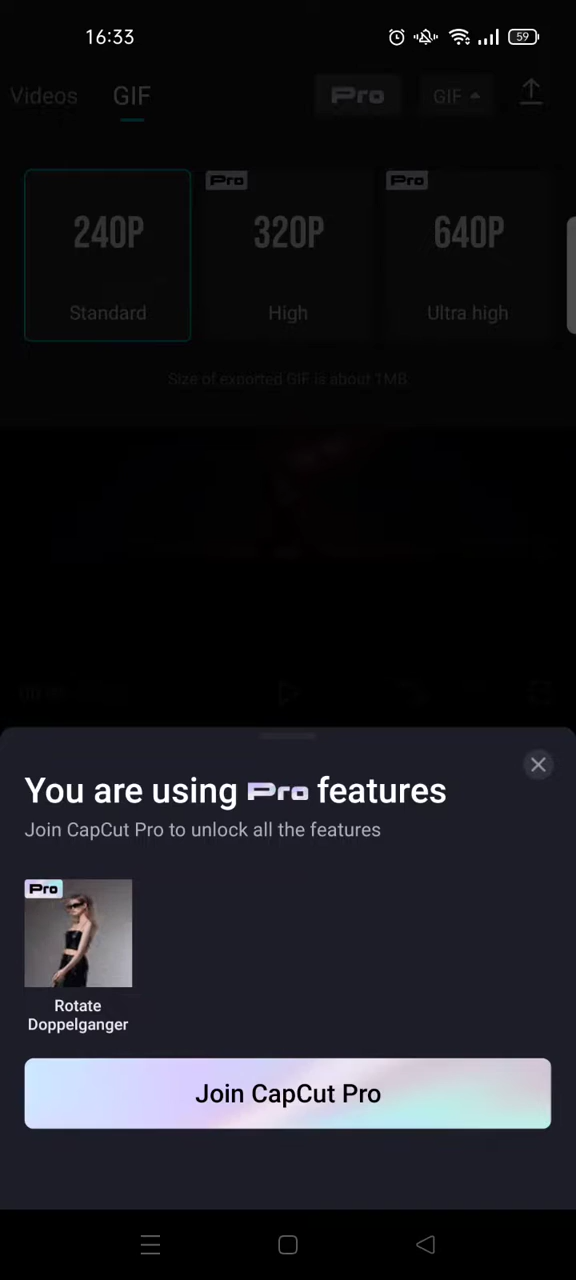 16:33
59
Videos
GIF
Pro
GIF
Pro
Pro
240P
320P
640P
Standard
High
Ultra high
Size of exported GIF is about 1MB.
You are using Pro features
Join CapCut Pro to unlock all the features
Pro
Rotate
Doppelganger
Join CapCut Pro